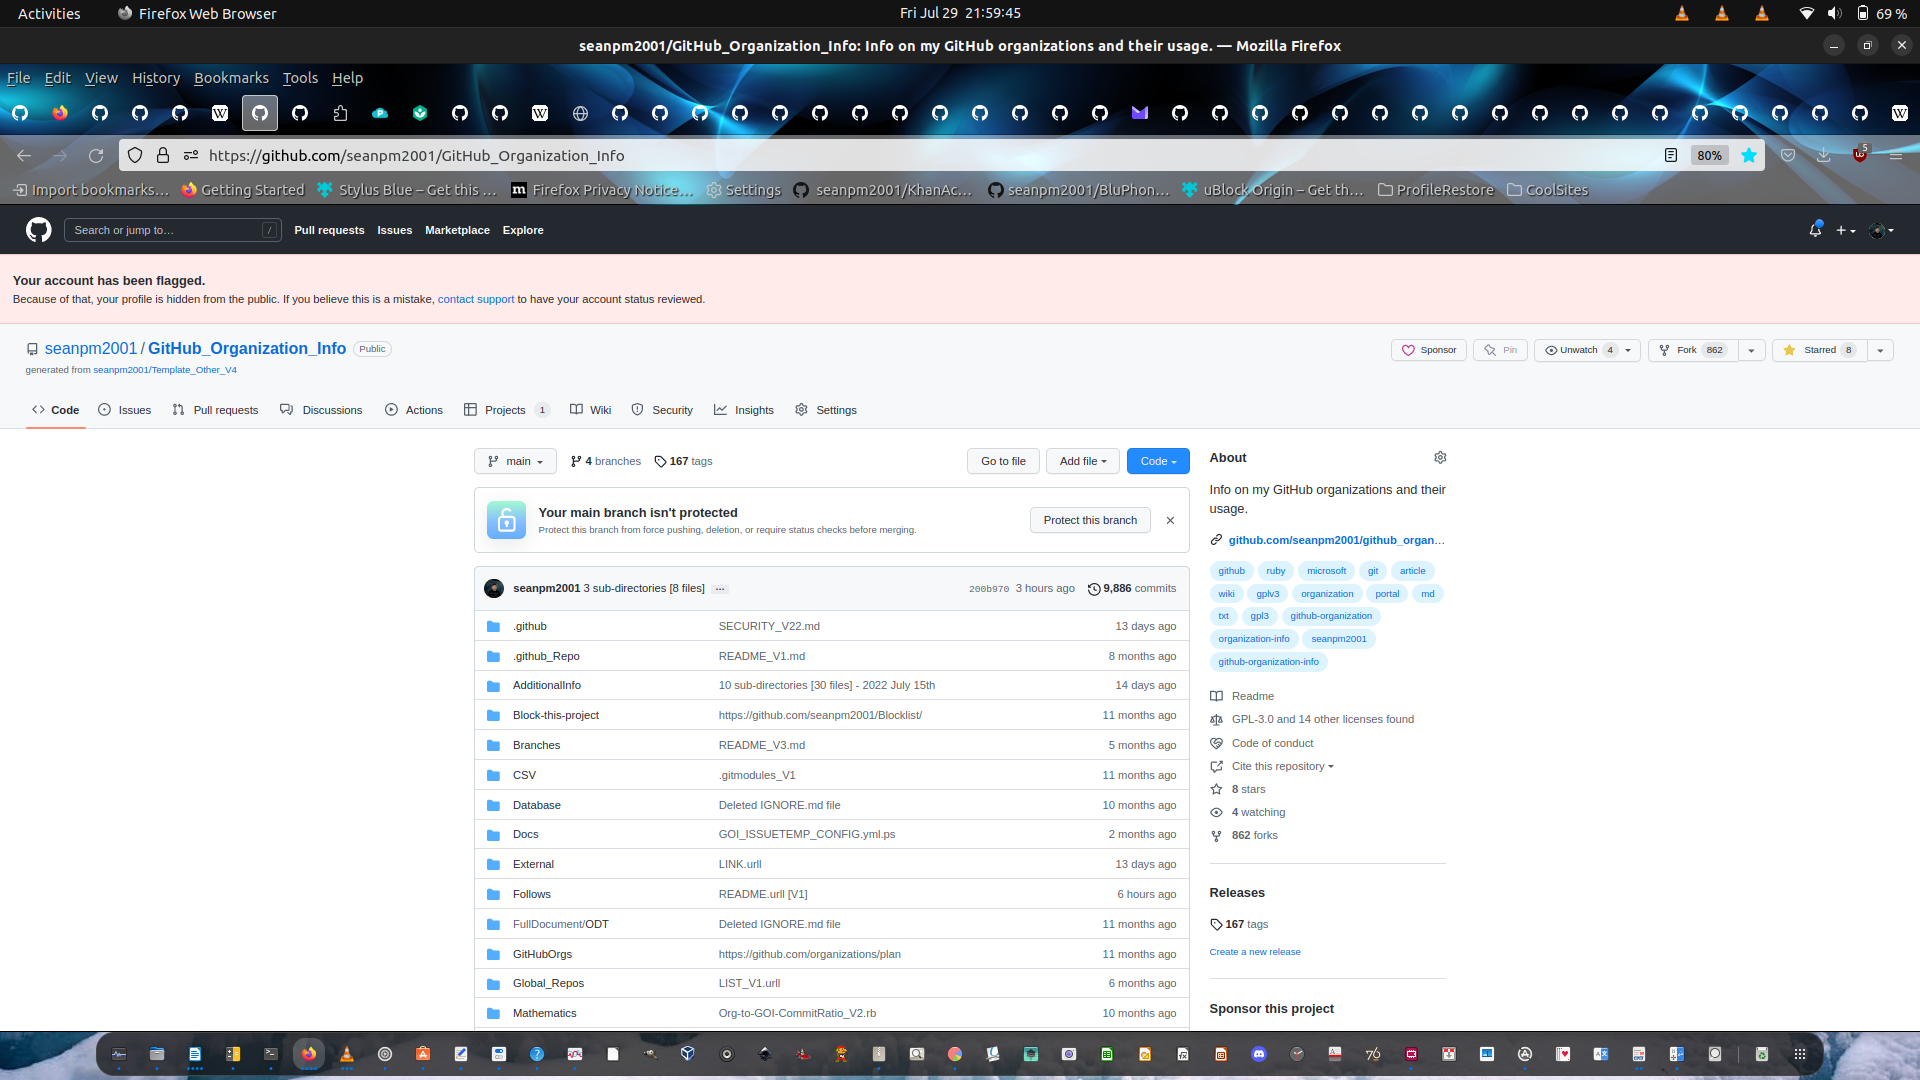 Activities
Firefox Web Browser
Fri Jul 29 21:59:45
69 %
seanpm2001/GitHub_Organization_Info: Info on my GitHub organizations and their usage. — Mozilla Firefox
File Edit View History Bookmarks Tools Help
https://github.com/seanpm2001/GitHub_Organization_Info
80%
5
Import bookmarks… Getting Started Stylus Blue – Get this … Firefox Privacy Notice… Settings seanpm2001/KhanAc… seanpm2001/BluPhon… uBlock Origin – Get th… ProfileRestore CoolSites
Search or jump to… /
Pull requests Issues Marketplace Explore
Your account has been flagged.
Because of that, your profile is hidden from the public. If you believe this is a mistake, contact support to have your account status reviewed.
seanpm2001 / GitHub_Organization_Info Public
Sponsor Pin Unwatch 4 Fork 862 Starred 8
generated from seanpm2001/Template_Other_V4
Code Issues Pull requests Discussions Actions Projects 1 Wiki Security Insights Settings
main 4 branches 167 tags
Go to file Add file Code
Your main branch isn't protected
Protect this branch from force pushing, deletion, or require status checks before merging.
Protect this branch
seanpm2001 3 sub-directories [8 files] ... 200b970 3 hours ago 9,886 commits
.github SECURITY_V22.md 13 days ago
.github_Repo README_V1.md 8 months ago
AdditionalInfo 10 sub-directories [30 files] - 2022 July 15th 14 days ago
Block-this-project https://github.com/seanpm2001/Blocklist/ 11 months ago
Branches README_V3.md 5 months ago
CSV .gitmodules_V1 11 months ago
Database Deleted IGNORE.md file 10 months ago
Docs GOI_ISSUETEMP_CONFIG.yml.ps 2 months ago
External LINK.urll 13 days ago
Follows README.urll [V1] 6 hours ago
FullDocument/ODT Deleted IGNORE.md file 11 months ago
GitHubOrgs https://github.com/organizations/plan 11 months ago
Global_Repos LIST_V1.urll 6 months ago
Mathematics Org-to-GOI-CommitRatio_V2.rb 10 months ago
About
Info on my GitHub organizations and their
usage.
github.com/seanpm2001/github_organ…
github ruby microsoft git article
wiki gplv3 organization portal md
txt gpl3 github-organization
organization-info seanpm2001
github-organization-info
Readme
GPL-3.0 and 14 other licenses found
Code of conduct
Cite this repository
8 stars
4 watching
862 forks
Releases
167 tags
Create a new release
Sponsor this project